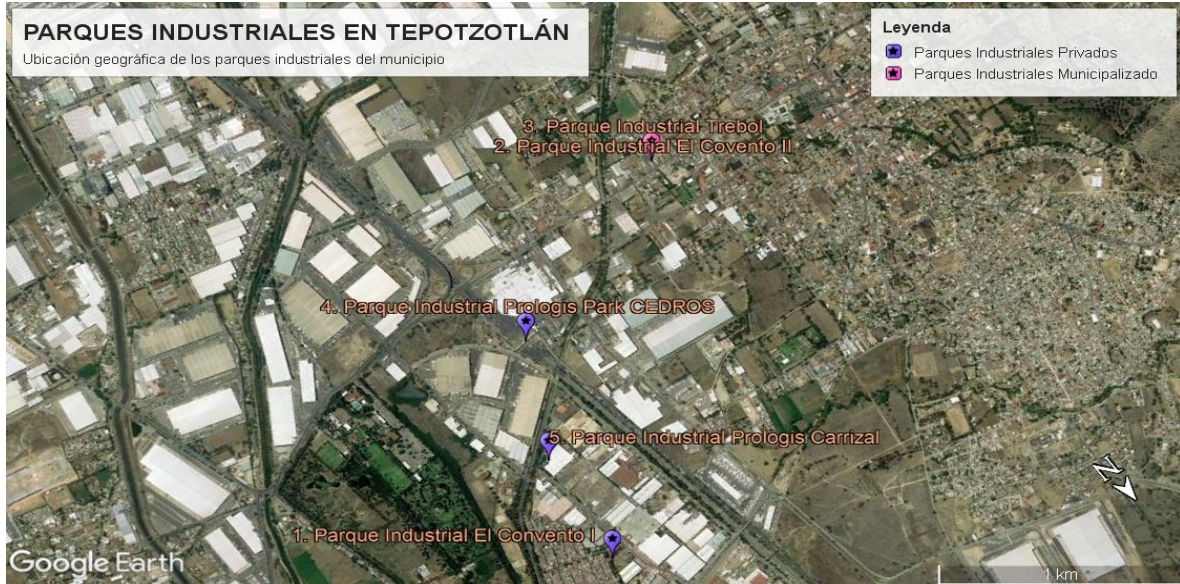 PARQUES INDUSTRIALES EN TEPOTZOTLÁN
Ubicación geográfica de los parques industriales del municipio
Leyenda
Parques Industriales Privados
Parques Industriales Municipalizado
3. Parque Industrial Trebol
2. Parque Industrial El Covento II
4. Parque Industrial Prologis Park CEDROS
5. Parque Industrial Prologis Carrizal
1. Parque Industrial El Convento I
N
Google Earth
1 km